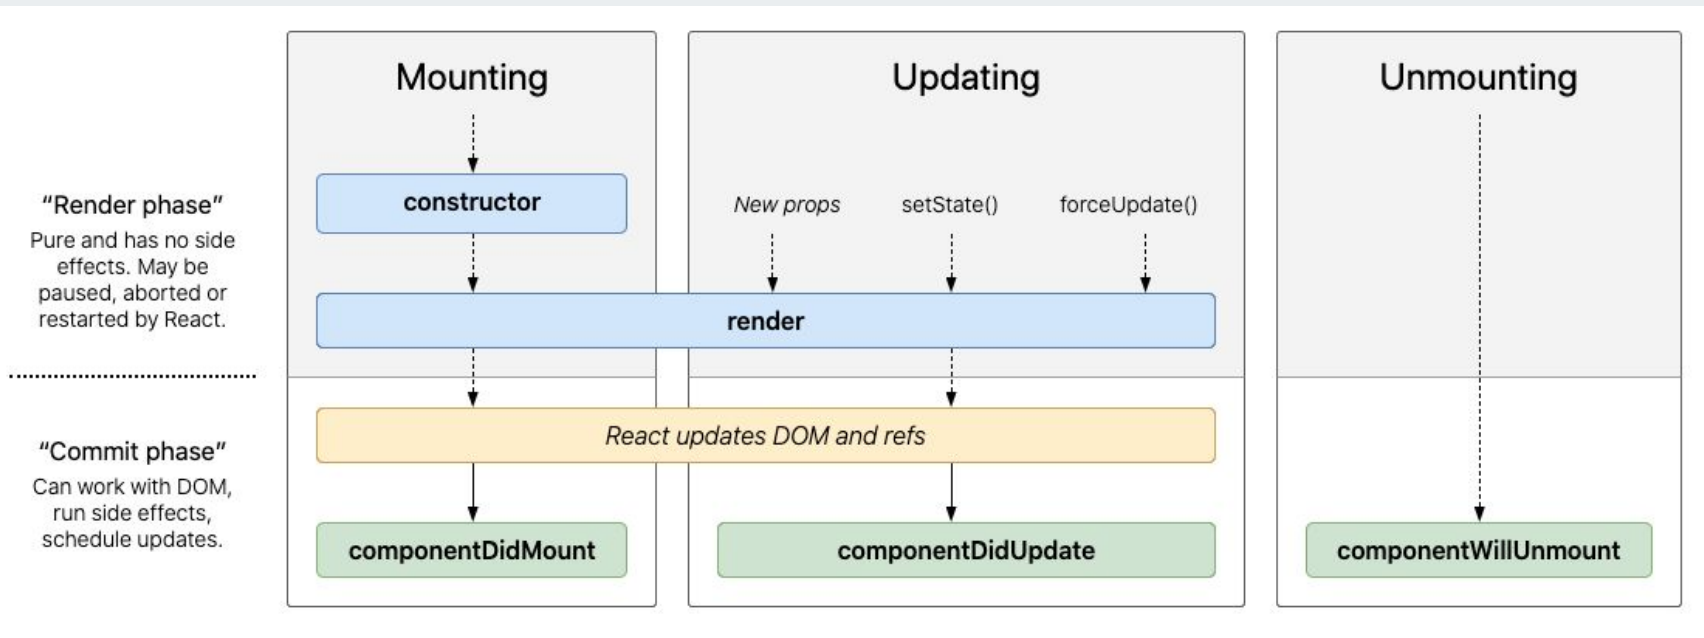 Mounting
Updating
Unmounting
“Render phase”
Pure and has no side
effects. May be
paused, aborted or
restarted by React.
constructor
New props
setState()
forceUpdate()
render
“Commit phase”
Can work with DOM,
run side effects,
schedule updates.
React updates DOM and refs
componentDidMount
componentDidUpdate
componentWillUnmount